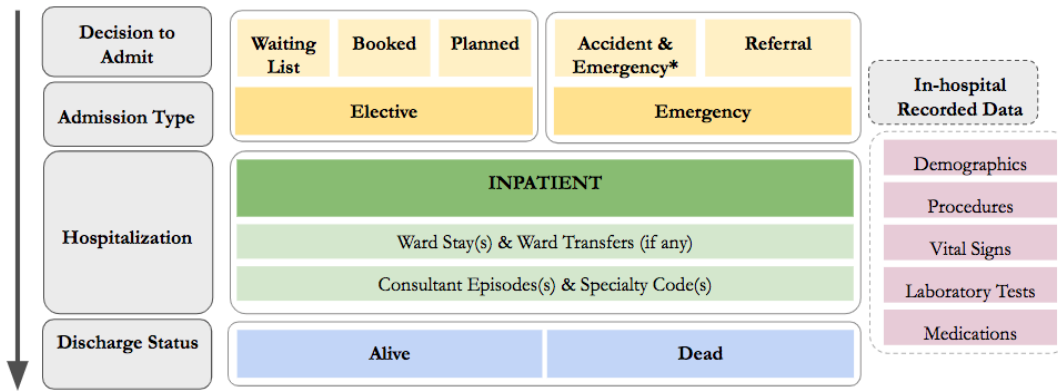 Decision to
Admit
Waiting
List
Booked
Planned
Accident &
Emergency*
Referral
Admission Type
Elective
Emergency
Hospitalization
INPATIENT
Ward Stay(s) & Ward Transfers (if any)
Consultant Episodes(s) & Specialty Code(s)
Discharge Status
Alive
Dead
In-hospital
Recorded Data
Demographics
Procedures
Vital Signs
Laboratory Tests
Medications